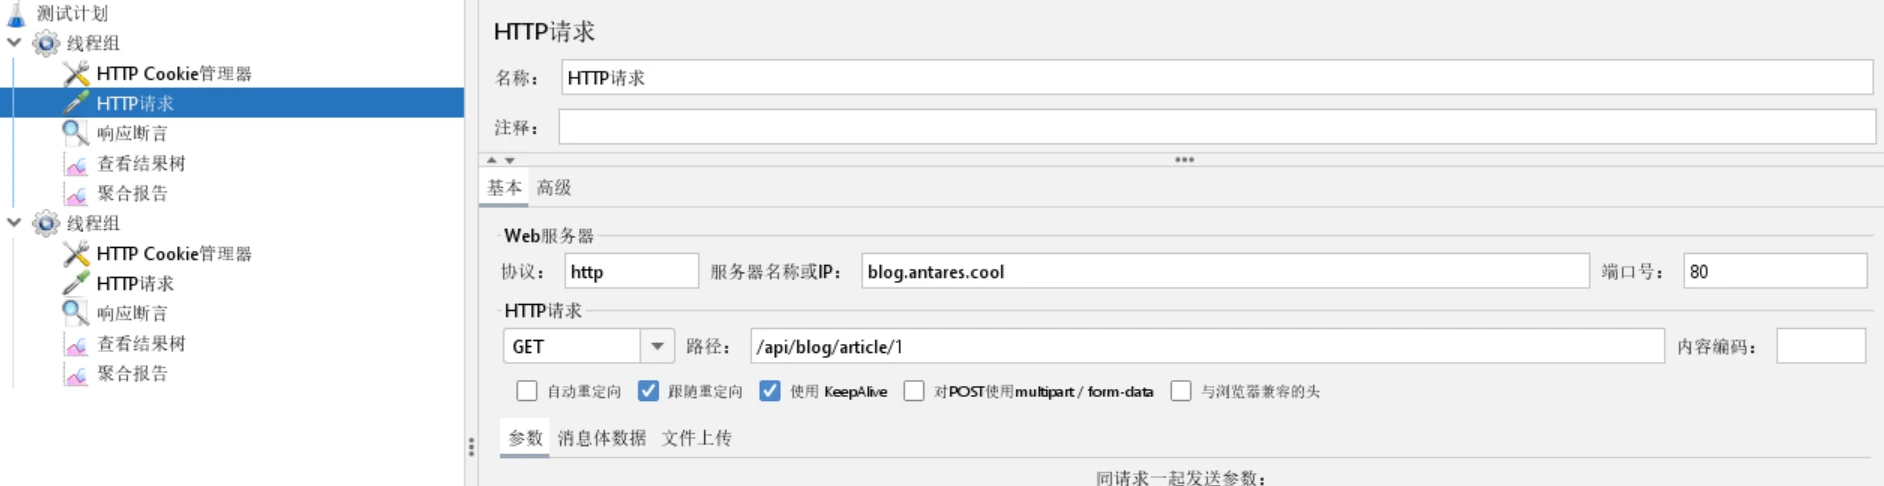 测试计划
线程组
HTTP Cookie管理器
HTTP请求
响应断言
查看结果树
聚合报告
线程组
HTTP Cookie管理器
HTTP请求
响应断言
查看结果树
聚合报告
HTTP请求
名称： HTTP请求
注释：
基本 高级
Web服务器
协议： http 服务器名称或IP： blog.antares.cool 端口号： 80
HTTP请求
GET 路径： /api/blog/article/1 内容编码：
自动重定向 跟随重定向 使用 KeepAlive 对POST使用multipart / form-data 与浏览器兼容的头
参数 消息体数据 文件上传
同请求一起发送参数：